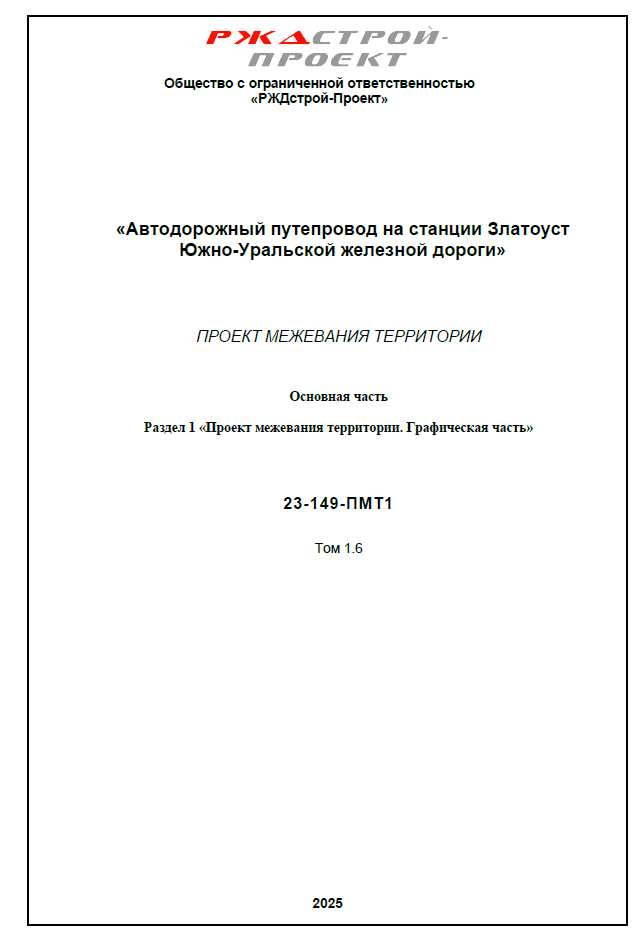 РЖДСТРОЙ-
ПРОЕКТ
Общество с ограниченной ответственностью
«РЖДстрой-Проект»
«Автодорожный путепровод на станции Златоуст
Южно-Уральской железной дороги»
ПРОЕКТ МЕЖЕВАНИЯ ТЕРРИТОРИИ
Основная часть
Раздел 1 «Проект межевания территории. Графическая часть»
23-149-ПМТ1
Том 1.6
2025